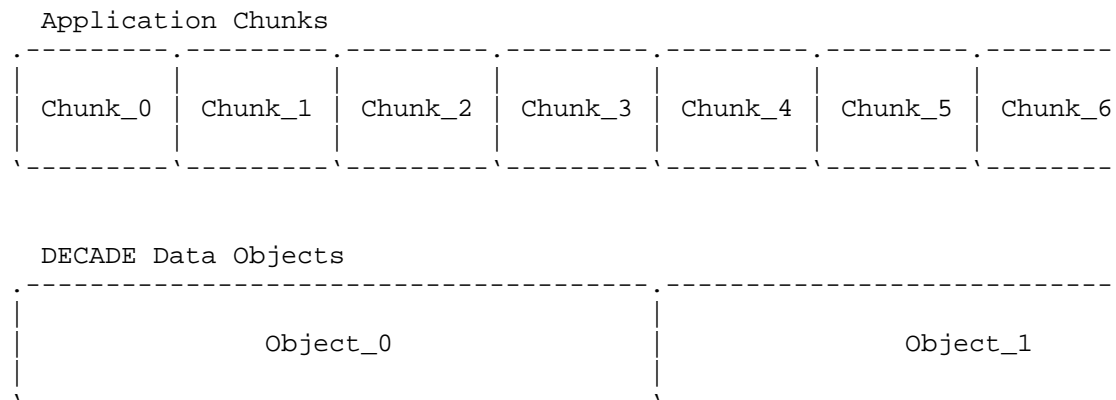 Application Chunks
Chunk_0 Chunk_1 Chunk_2 Chunk_3 Chunk_4 Chunk_5 Chunk_6
DECADE Data Objects
Object_0 Object_1